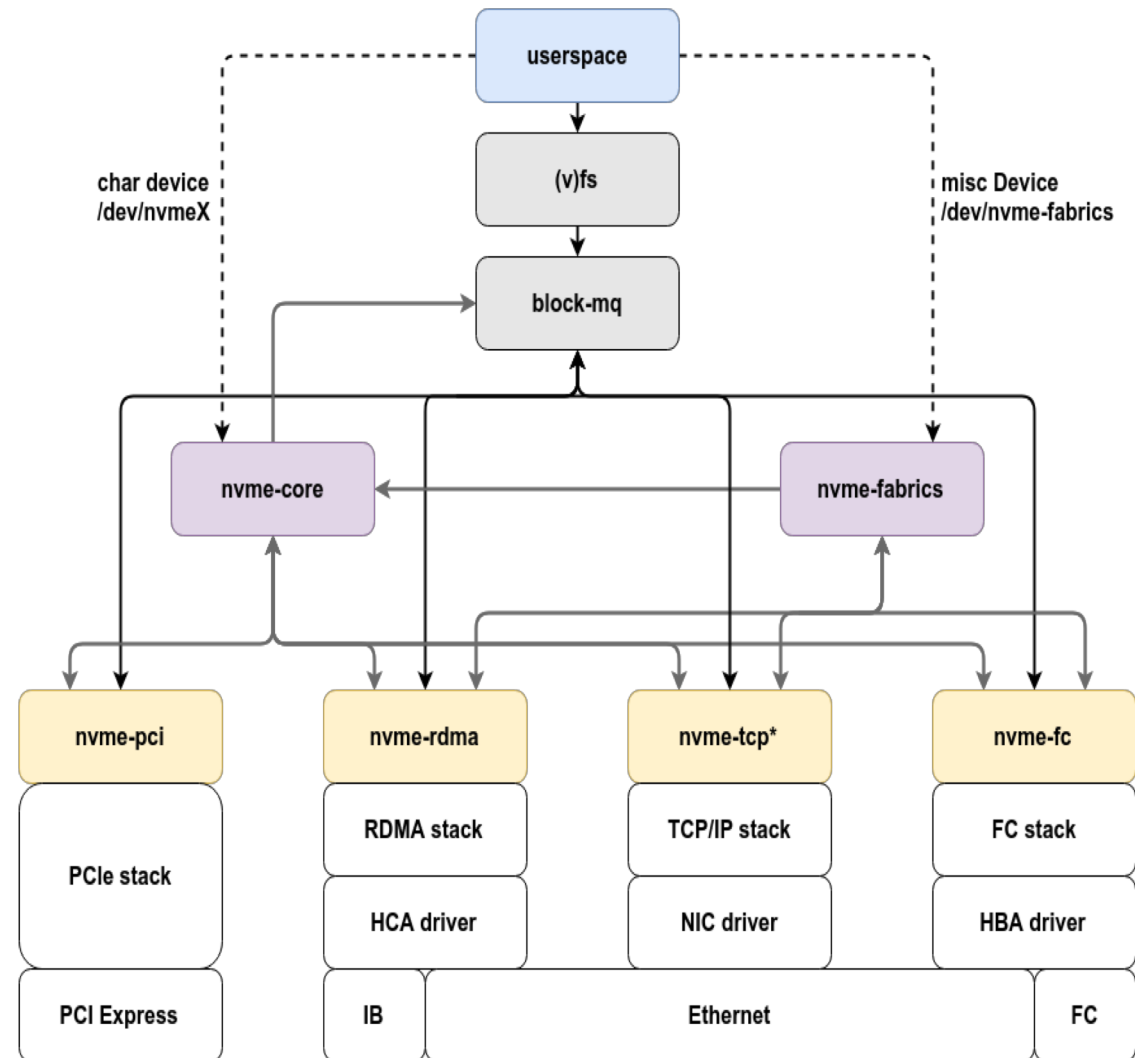 userspace
char device
/dev/nvmeX
(v)fs
misc Device
/dev/nvme-fabrics
block-mq
nvme-core
nvme-fabrics
nvme-pci
nvme-rdma
nvme-tcp*
nvme-fc
RDMA stack
TCP/IP stack
FC stack
PCIe stack
HCA driver
NIC driver
HBA driver
PCI Express
IB
Ethernet
FC